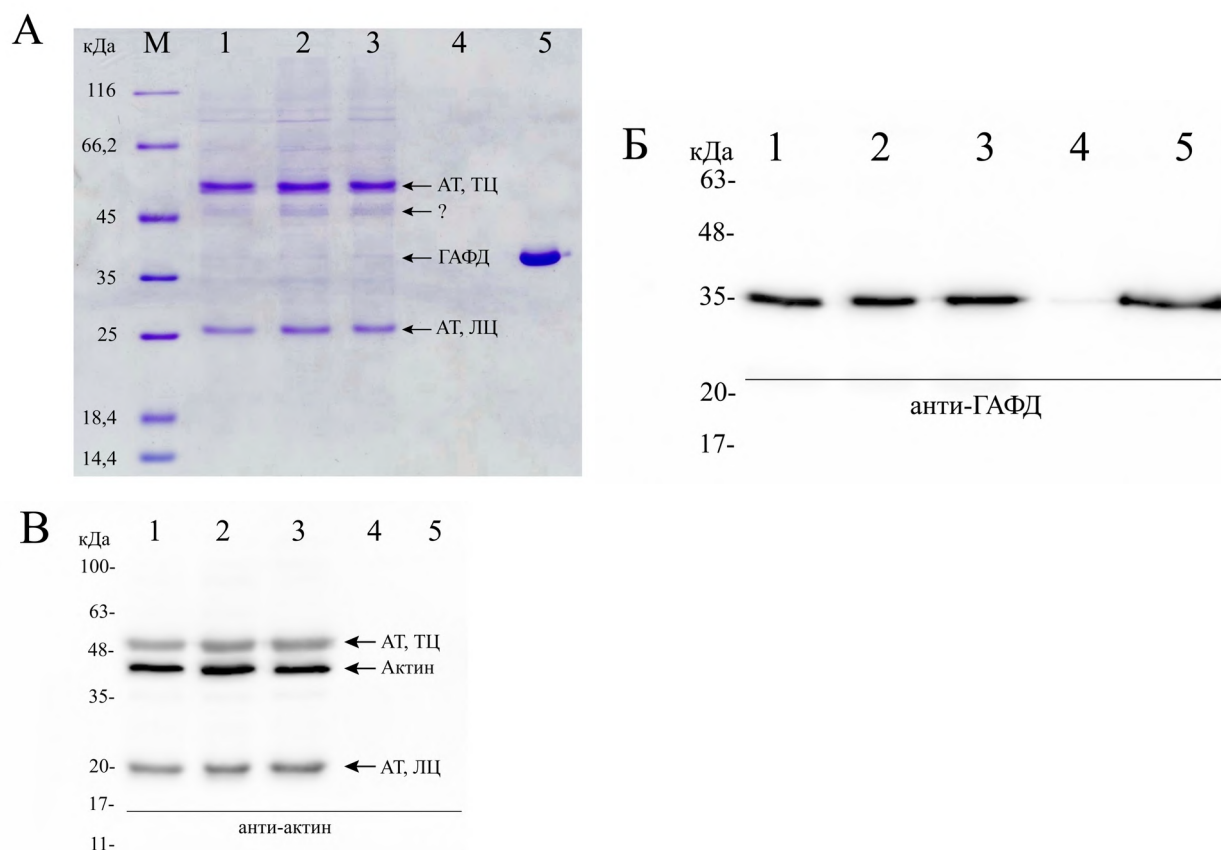 А
кДа М 1 2 3 4 5
116
66,2
АТ, ТЦ
45 ?
ГАФД
35
25 АТ, ЛЦ
18,4
14,4
Б
кДа 1 2 3 4 5
63-
48-
35-
20-
анти-ГАФД
17-
В
кДа 1 2 3 4 5
100-
63-
48- АТ, ТЦ
Актин
35-
20- АТ, ЛЦ
17-
анти-актин
11-